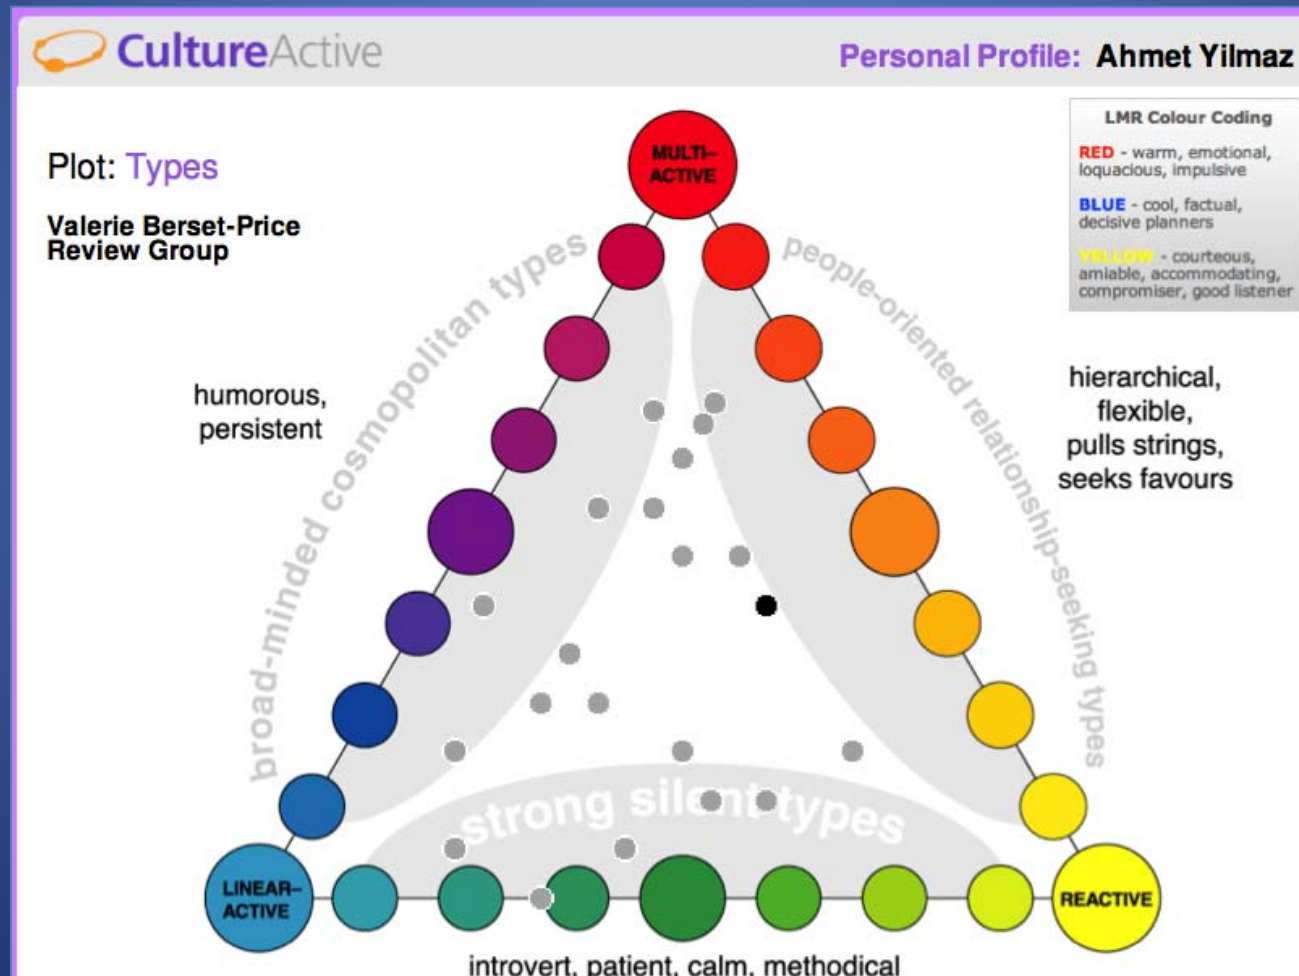 CultureActive
Personal Profile: Ahmet Yilmaz
Plot: Types
Valerie Berset-Price
Review Group
LMR Colour Coding
RED - warm, emotional,
loquacious, impulsive
BLUE - cool, factual,
decisive planners
YELLOW - courteous,
amiable, accommodating,
compromiser, good listener
MULTI–
ACTIVE
broad-minded cosmopolitan types
people-oriented relationship-seeking types
humorous,
persistent
hierarchical,
flexible,
pulls strings,
seeks favours
strong silent types
LINEAR–
ACTIVE
REACTIVE
introvert, patient, calm, methodical